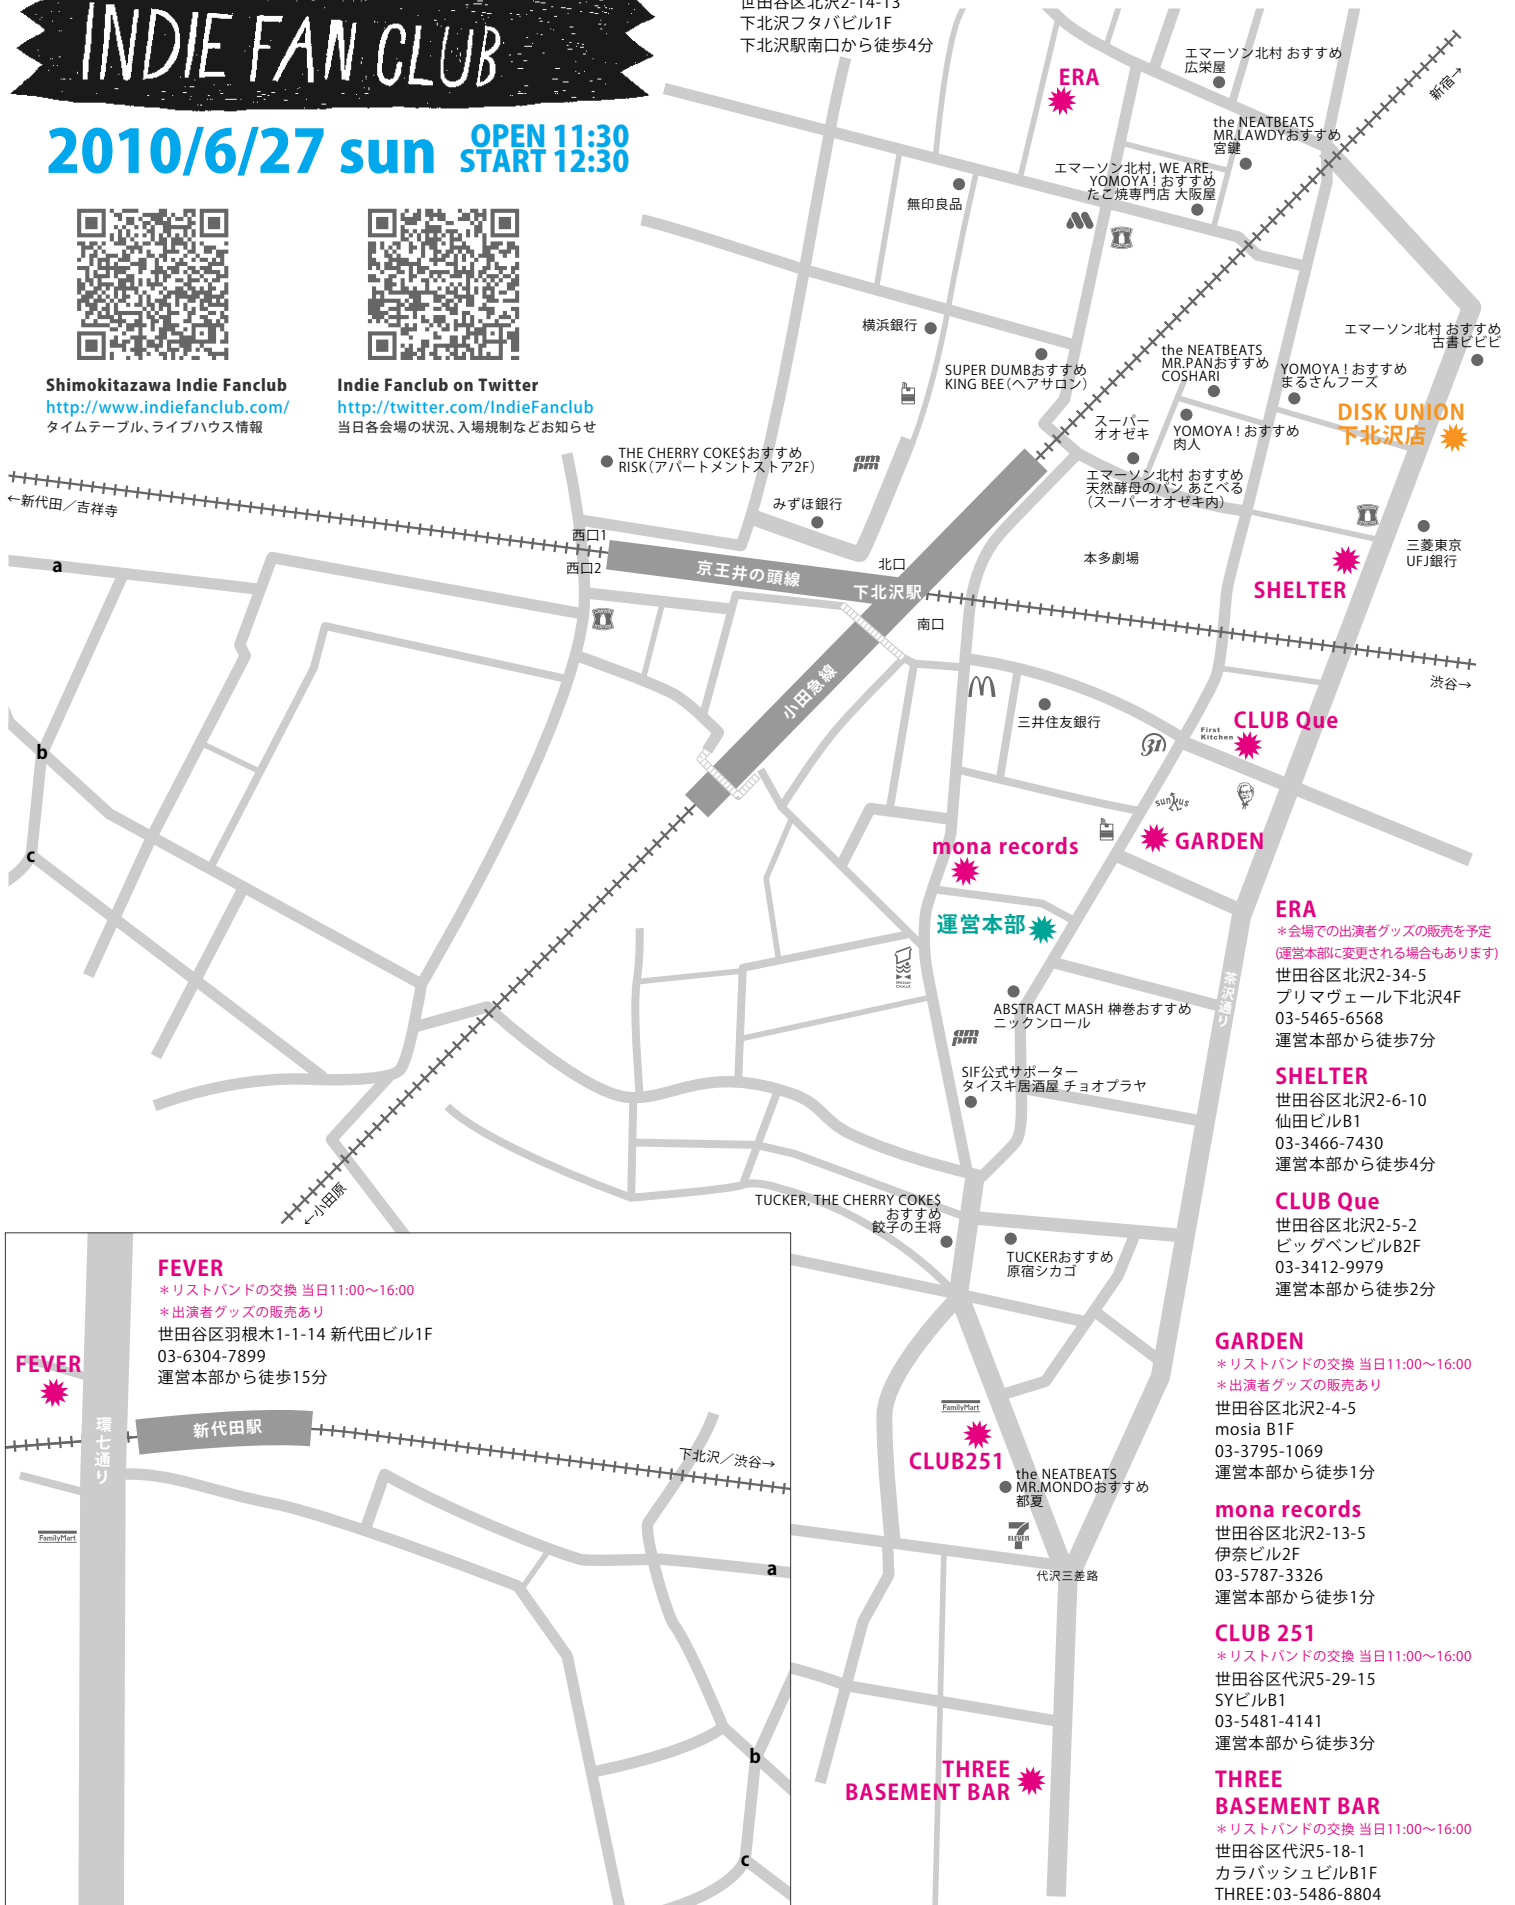 INDIE FAN CLUB
2010/6/27 sun
OPEN 11:30
START 12:30
Shimokitazawa Indie Fanclub
http://www.indiefanclub.com/
タイムテーブル、ライブハウス情報
Indie Fanclub on Twitter
http://twitter.com/IndieFanclub
当日各会場の状況、入場規制などお知らせ
世田谷区北沢2-14-13
下北沢フタバビル1F
下北沢駅南口から徒歩4分
ERA
エマーソン北村 おすすめ
広栄屋
新宿→
the NEATBEATS
MR.LAWDYおすすめ
宮鍵
エマーソン北村, WE ARE,
YOMOYA ! おすすめ
たこ焼専門店 大阪屋
無印良品
横浜銀行
SUPER DUMBおすすめ
KING BEE（ヘアサロン）
the NEATBEATS
MR.PANおすすめ
COSHARI
YOMOYA ! おすすめ
まるさんフーズ
エマーソン北村 おすすめ
古書ビビビ
DISK UNION
下北沢店
スーパー
オオゼキ
YOMOYA ! おすすめ
肉人
エマーソン北村 おすすめ
天然酵母のパン あこべる
（スーパーオオゼキ内）
THE CHERRY COKE$おすすめ
RISK（アパートメントストア2F）
am
pm
みずほ銀行
←新代田／吉祥寺
西口1
西口2
京王井の頭線
下北沢駅
北口
南口
小田急線
本多劇場
三菱東京
UFJ銀行
SHELTER
渋谷→
a
b
c
三井住友銀行
31
First
Kitchen
CLUB Que
sunkus
GARDEN
mona records
運営本部
Mister
Donut
茶沢通り
ABSTRACT MASH 榊巻おすすめ
ニックンロール
am
pm
SIF公式サポーター
タイスキ居酒屋 チョオプラヤ
←小田原
TUCKER, THE CHERRY COKE$
おすすめ
餃子の王将
TUCKERおすすめ
原宿シカゴ
FamilyMart
CLUB251
the NEATBEATS
MR.MONDOおすすめ
都夏
7
ELEVEN
代沢三差路
THREE
BASEMENT BAR
FEVER
＊リストバンドの交換 当日11:00〜16:00
＊出演者グッズの販売あり
世田谷区羽根木1-1-14 新代田ビル1F
03-6304-7899
運営本部から徒歩15分
FEVER
環七通り
新代田駅
下北沢／渋谷→
FamilyMart
a
b
c
ERA
＊会場での出演者グッズの販売を予定
(運営本部に変更される場合もあります)
世田谷区北沢2-34-5
プリマヴェール下北沢4F
03-5465-6568
運営本部から徒歩7分
SHELTER
世田谷区北沢2-6-10
仙田ビルB1
03-3466-7430
運営本部から徒歩4分
CLUB Que
世田谷区北沢2-5-2
ビッグベンビルB2F
03-3412-9979
運営本部から徒歩2分
GARDEN
＊リストバンドの交換 当日11:00〜16:00
＊出演者グッズの販売あり
世田谷区北沢2-4-5
mosia B1F
03-3795-1069
運営本部から徒歩1分
mona records
世田谷区北沢2-13-5
伊奈ビル2F
03-5787-3326
運営本部から徒歩1分
CLUB 251
＊リストバンドの交換 当日11:00〜16:00
世田谷区代沢5-29-15
SYビルB1
03-5481-4141
運営本部から徒歩3分
THREE
BASEMENT BAR
＊リストバンドの交換 当日11:00〜16:00
世田谷区代沢5-18-1
カラバッシュビルB1F
THREE：03-5486-8804